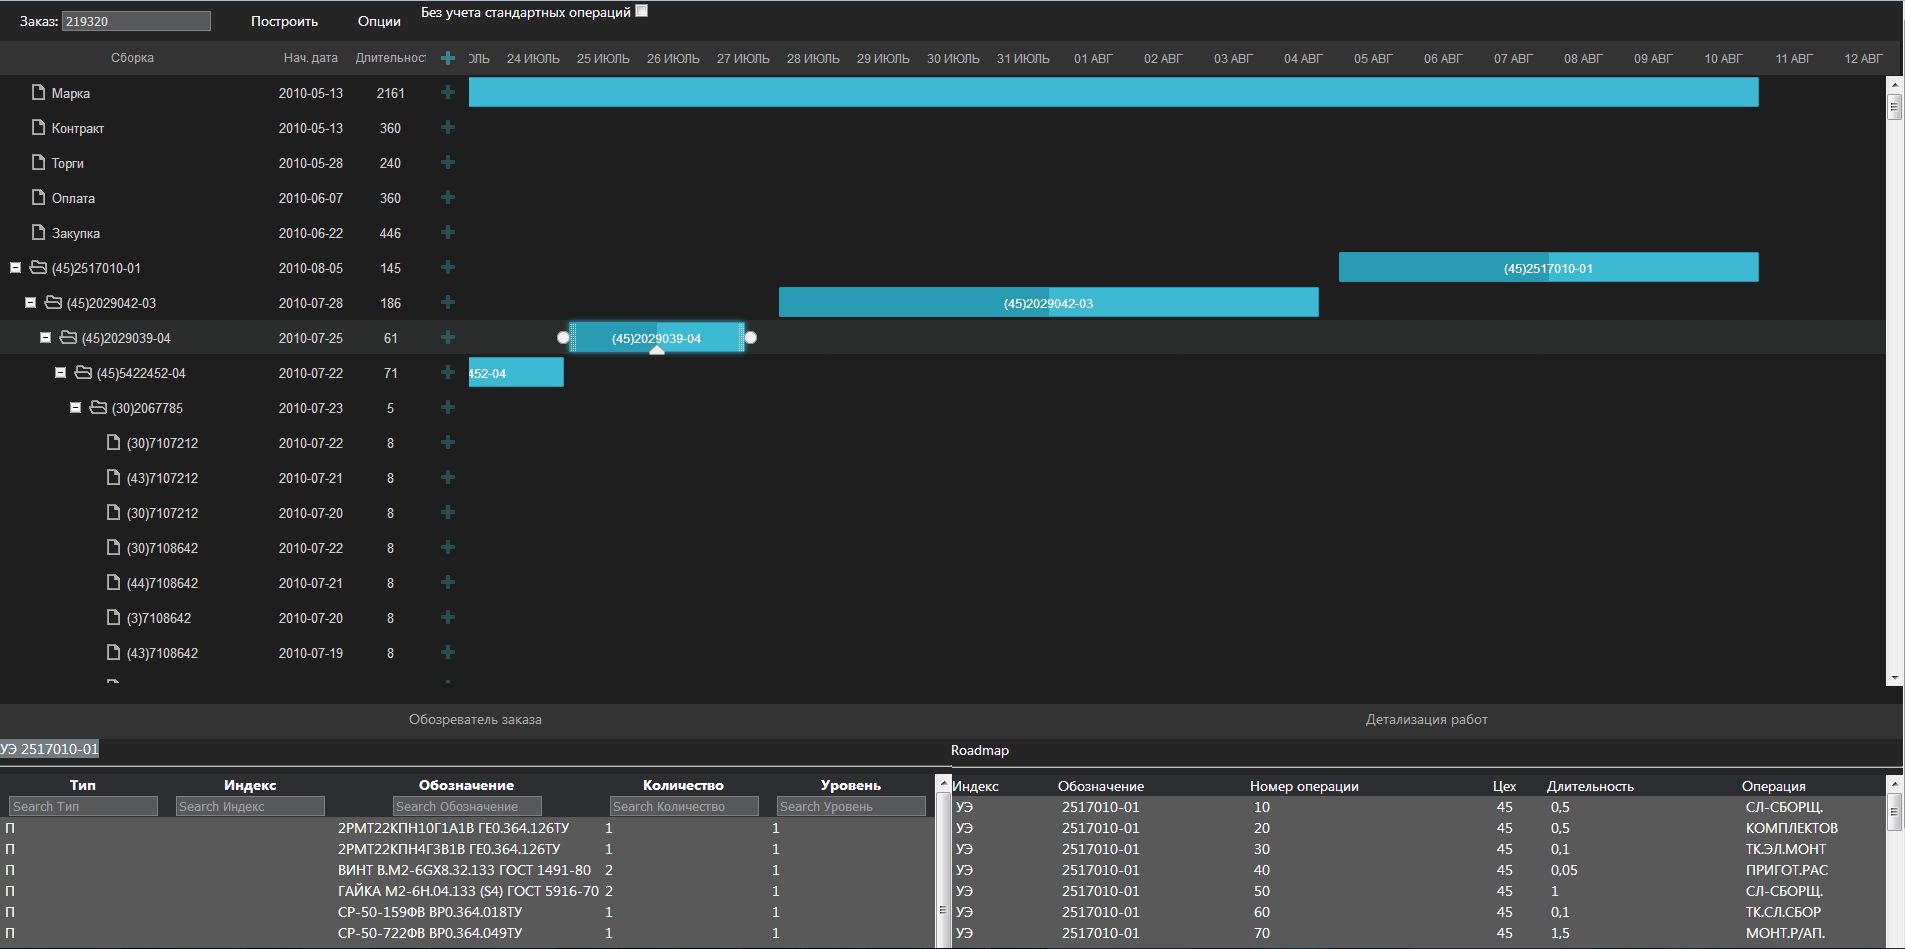 Заказ: 219320 Построить Опции Без учета стандартных операций
Сборка Нач. дата Длительност 24 ИЮЛЬ 25 ИЮЛЬ 26 ИЮЛЬ 27 ИЮЛЬ 28 ИЮЛЬ 29 ИЮЛЬ 30 ИЮЛЬ 31 ИЮЛЬ 01 АВГ 02 АВГ 03 АВГ 04 АВГ 05 АВГ 06 АВГ 07 АВГ 08 АВГ 09 АВГ 10 АВГ 11 АВГ 12 АВГ
Марка 2010-05-13 2161
Контракт 2010-05-13 360
Торги 2010-05-28 240
Оплата 2010-06-07 360
Закупка 2010-06-22 446
(45)2517010-01 2010-08-05 145 (45)2517010-01
(45)2029042-03 2010-07-28 186 (45)2029042-03
(45)2029039-04 2010-07-25 61 (45)2029039-04
(45)5422452-04 2010-07-22 71 452-04
(30)2067785 2010-07-23 5
(30)7107212 2010-07-22 8
(43)7107212 2010-07-21 8
(30)7107212 2010-07-20 8
(30)7108642 2010-07-22 8
(44)7108642 2010-07-21 8
(3)7108642 2010-07-20 8
(43)7108642 2010-07-19 8
Обозреватель заказа Детализация работ
УЭ 2517010-01 Roadmap
Тип Индекс Обозначение Количество Уровень
Search Тип Search Индекс Search Обозначение Search Количество Search Уровень
П 2РМТ22КПН10Г1А1В ГЕ0.364.126ТУ 1 1
П 2РМТ22КПН4Г3В1В ГЕ0.364.126ТУ 1 1
П ВИНТ В.М2-6GX8.32.133 ГОСТ 1491-80 2 1
П ГАЙКА М2-6Н.04.133 (S4) ГОСТ 5916-70 2 1
П СР-50-159ФВ ВР0.364.018ТУ 1 1
П СР-50-722ФВ ВР0.364.049ТУ 1 1
Индекс Обозначение Номер операции Цех Длительность Операция
УЭ 2517010-01 10 45 0,5 СЛ-СБОРЩ.
УЭ 2517010-01 20 45 0,5 КОМПЛЕКТОВ
УЭ 2517010-01 30 45 0,1 ТК.ЭЛ.МОНТ
УЭ 2517010-01 40 45 0,05 ПРИГОТ.РАС
УЭ 2517010-01 50 45 1 СЛ-СБОРЩ.
УЭ 2517010-01 60 45 0,1 ТК.СЛ.СБОР
УЭ 2517010-01 70 45 1,5 МОНТ.Р/АП.